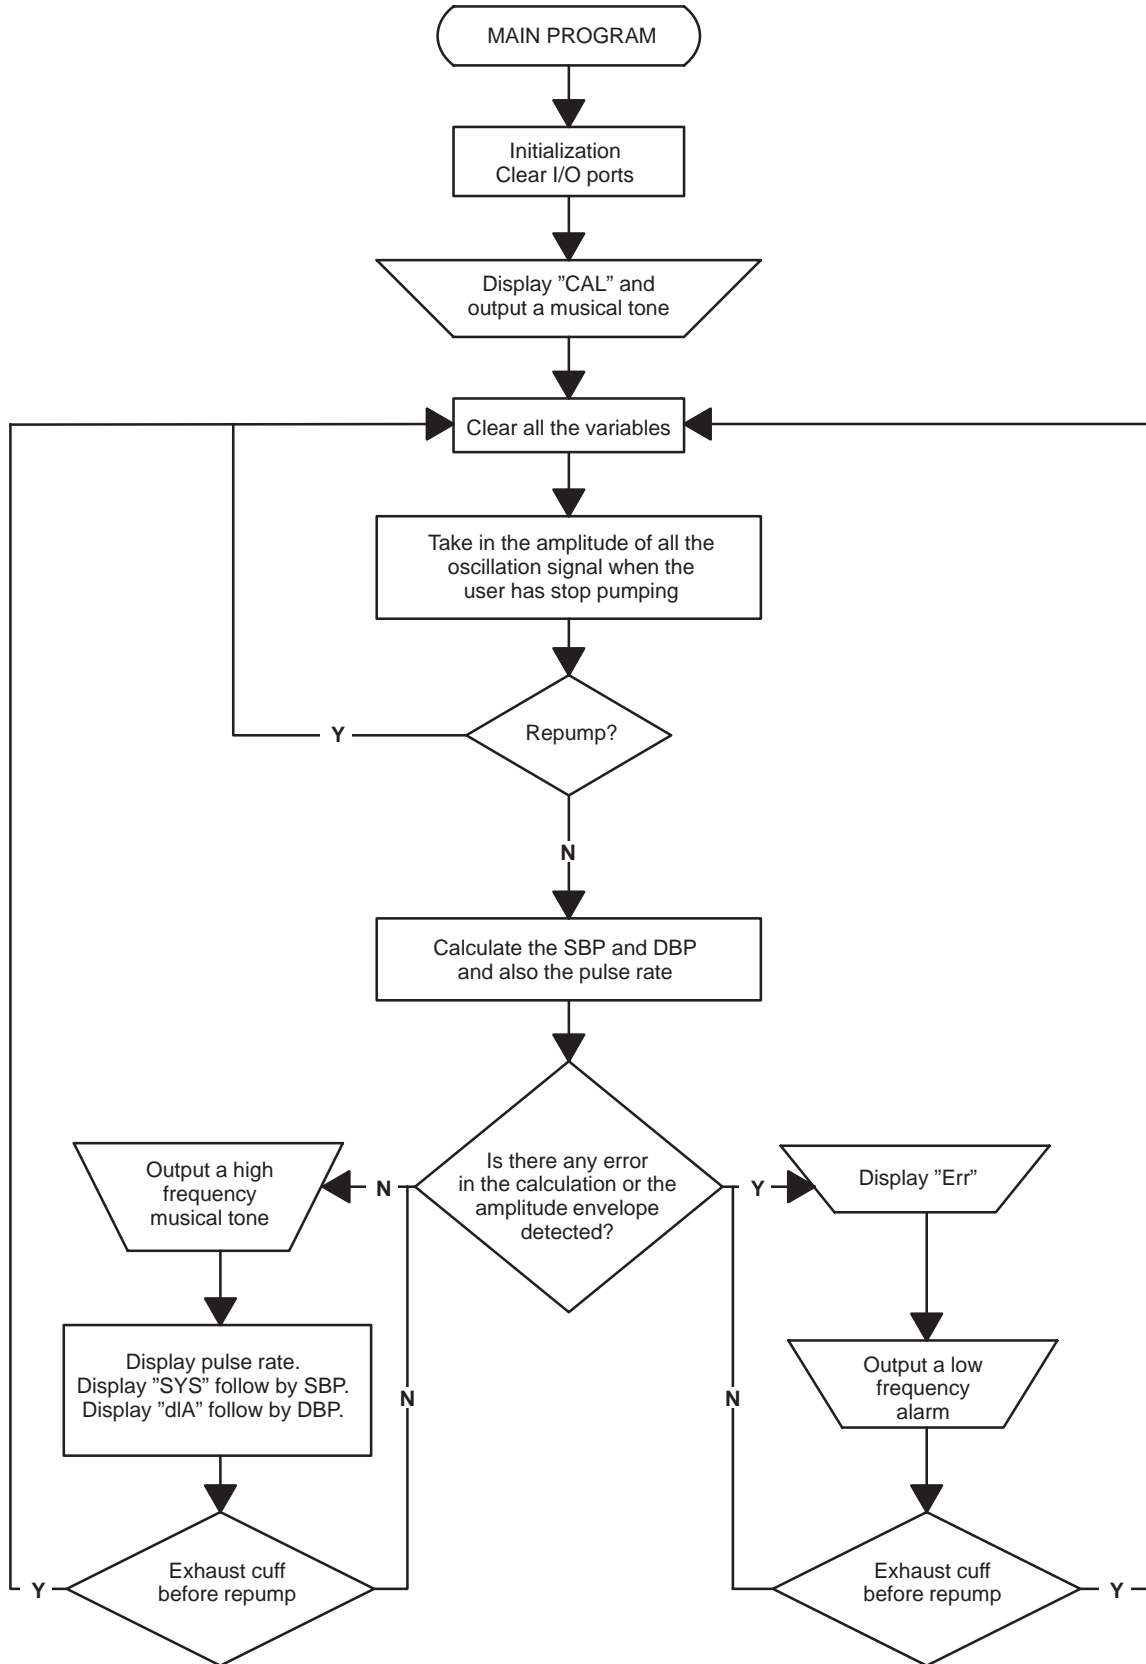 MAIN PROGRAM
Initialization
Clear I/O ports
Display ”CAL” and
output a musical tone
Clear all the variables
Take in the amplitude of all the
oscillation signal when the
user has stop pumping
Repump?
Y
N
Calculate the SBP and DBP
and also the pulse rate
Is there any error
in the calculation or the
amplitude envelope
detected?
N
Y
Output a high
frequency
musical tone
Display ”Err”
Display pulse rate.
Display ”SYS” follow by SBP.
Display ”dIA” follow by DBP.
N
N
Output a low
frequency
alarm
Exhaust cuff
before repump
Y
Exhaust cuff
before repump
Y